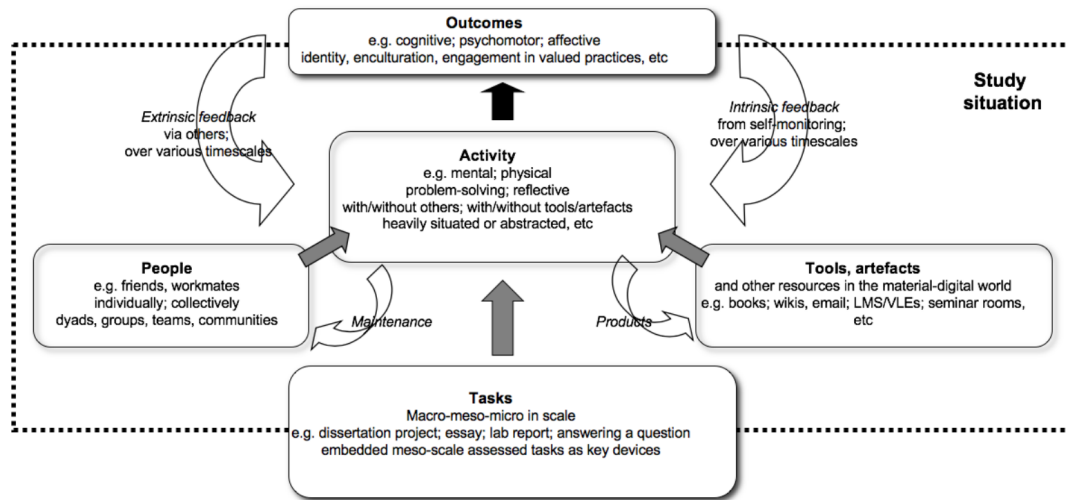 Outcomes
e.g. cognitive; psychomotor; affective
identity, enculturation, engagement in valued practices, etc
Study
situation
Extrinsic feedback
via others;
over various timescales
Intrinsic feedback
from self-monitoring;
over various timescales
Activity
e.g. mental; physical
problem-solving; reflective
with/without others; with/without tools/artefacts
heavily situated or abstracted, etc
People
e.g. friends, workmates
individually; collectively
dyads, groups, teams, communities
Tools, artefacts
and other resources in the material-digital world
e.g. books; wikis, email; LMS/VLEs; seminar rooms,
etc
Maintenance
Products
Tasks
Macro-meso-micro in scale
e.g. dissertation project; essay; lab report; answering a question
embedded meso-scale assessed tasks as key devices